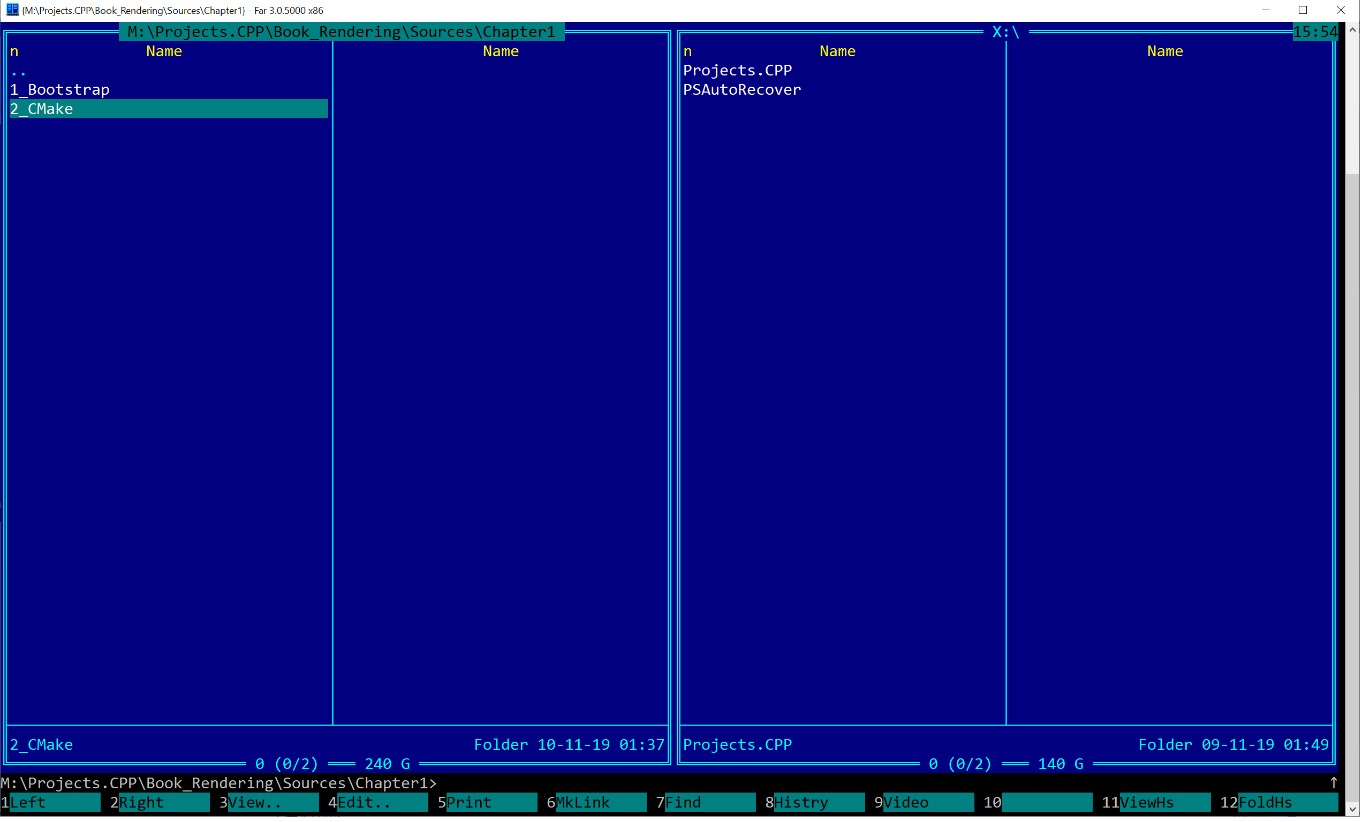 {M:\Projects.CPP\Book_Rendering\Sources\Chapter1} - Far 3.0.5000 x86
M:\Projects.CPP\Book_Rendering\Sources\Chapter1 X:\ 15:54
n Name Name n Name Name
.. Projects.CPP
1_Bootstrap PSAutoRecover
2_CMake
2_CMake Folder 10-11-19 01:37 Projects.CPP Folder 09-11-19 01:49
0 (0/2) 240 G 0 (0/2) 140 G
M:\Projects.CPP\Book_Rendering\Sources\Chapter1> ↑
1Left 2Right 3View.. 4Edit.. 5Print 6MkLink 7Find 8Histry 9Video 10 11ViewHs 12FoldHs